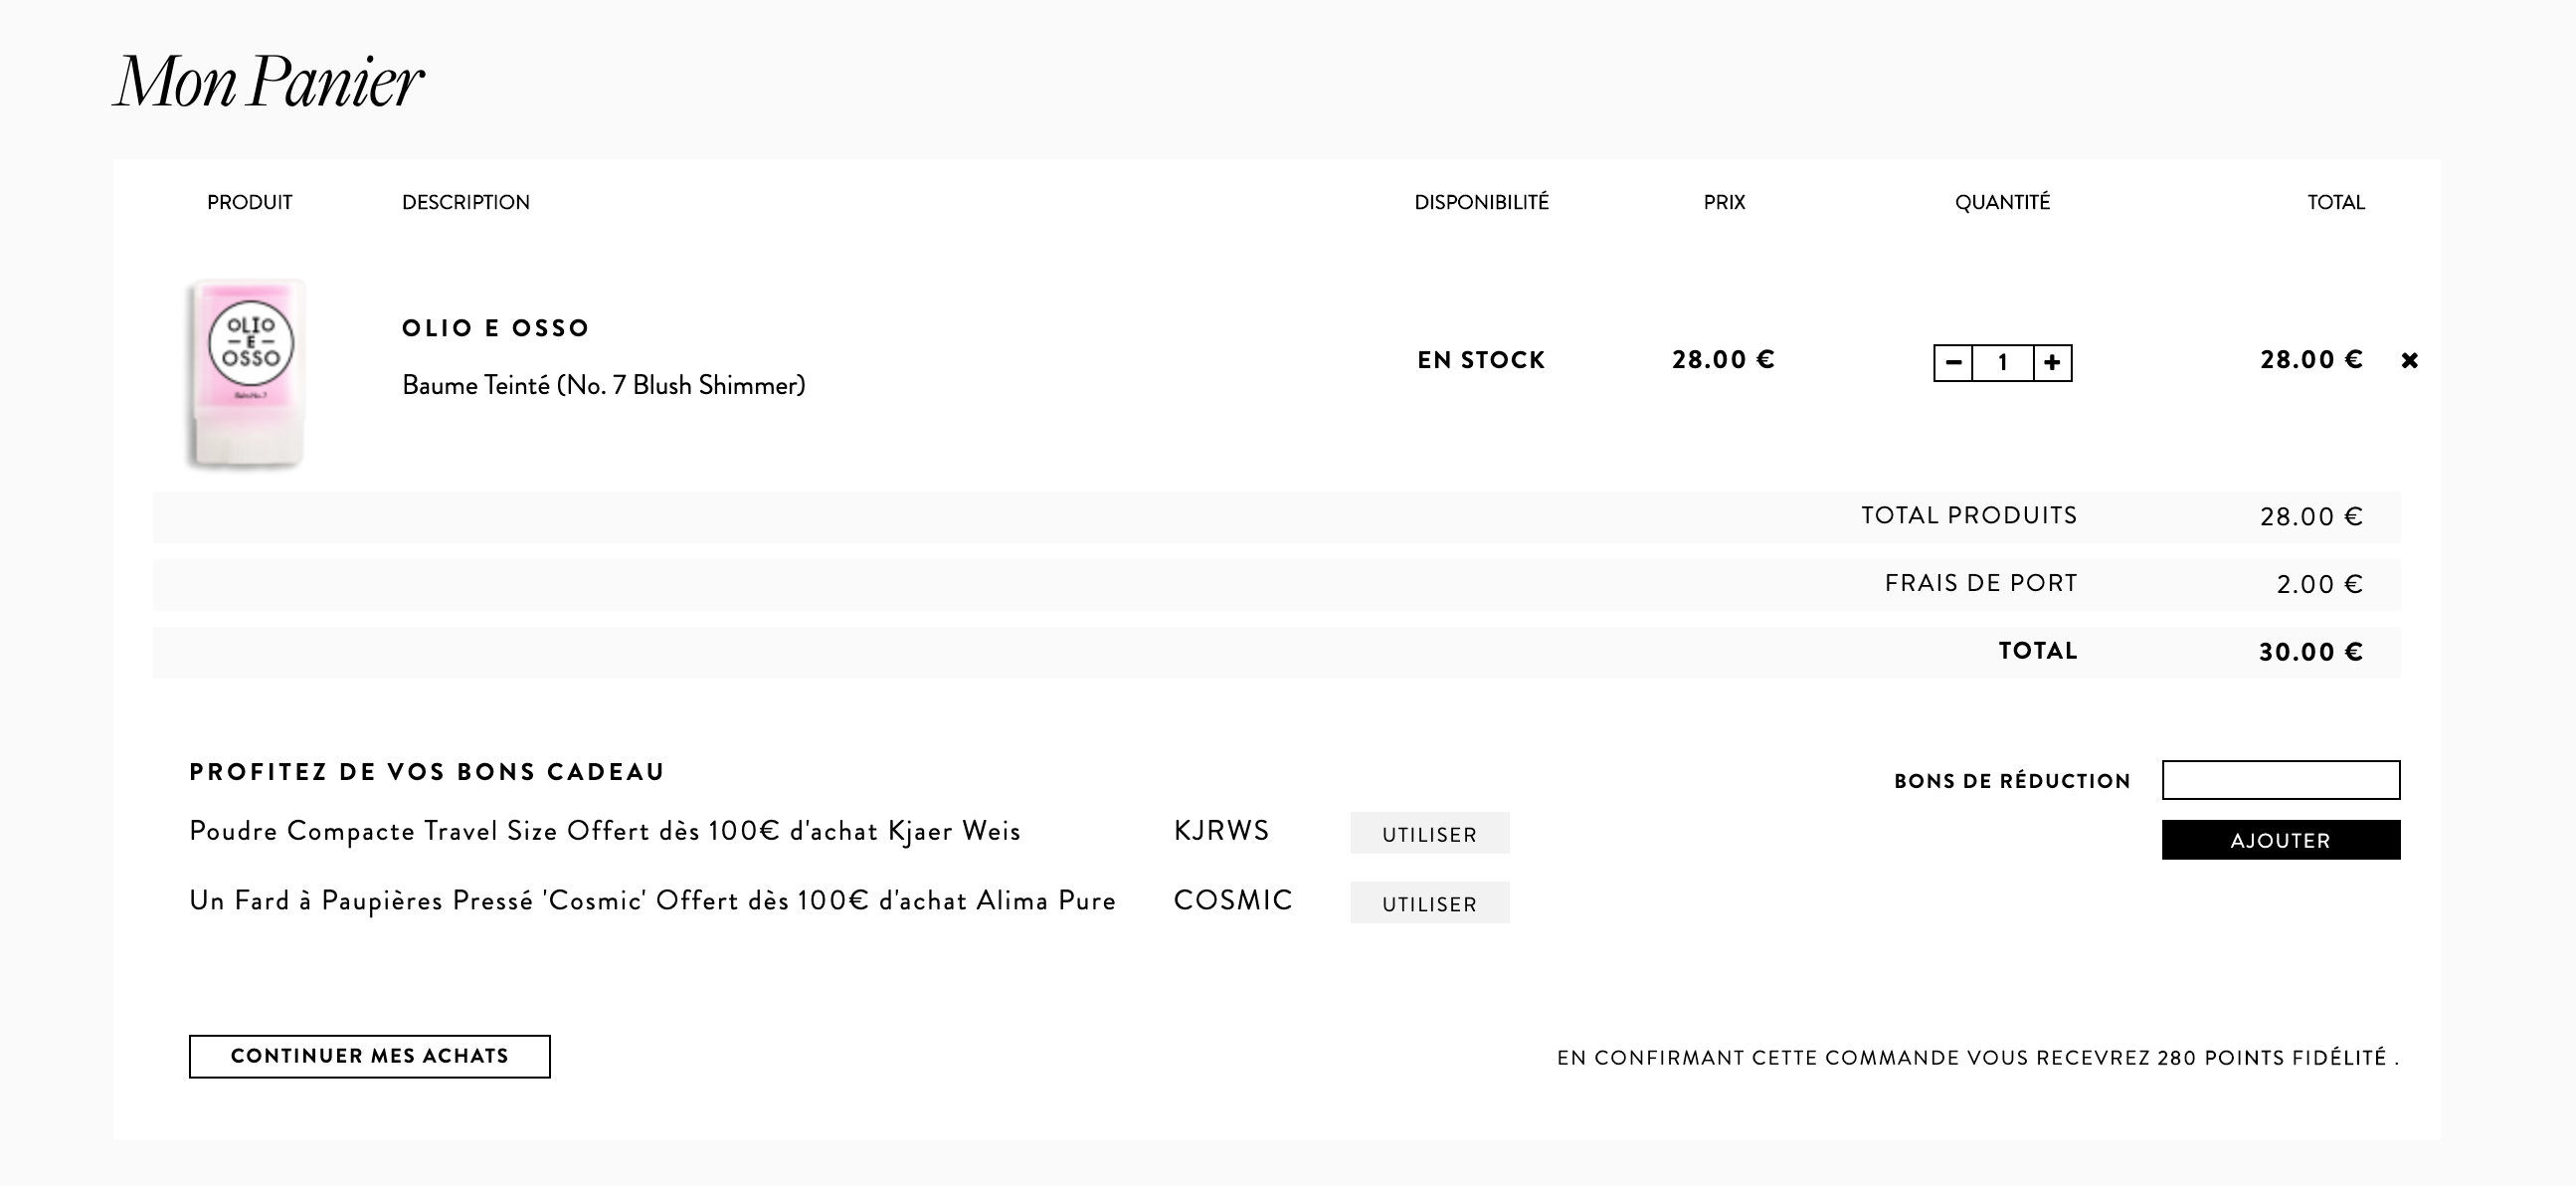 Mon Panier
PRODUIT DESCRIPTION DISPONIBILITÉ PRIX QUANTITÉ TOTAL
OLIO
E
OSSO
Balm No. 7
OLIO E OSSO
Baume Teinté (No. 7 Blush Shimmer)
EN STOCK 28.00 € 1 28.00 €
TOTAL PRODUITS 28.00 €
FRAIS DE PORT 2.00 €
TOTAL 30.00 €
PROFITEZ DE VOS BONS CADEAU
Poudre Compacte Travel Size Offert dès 100€ d'achat Kjaer Weis KJRWS UTILISER
Un Fard à Paupières Pressé 'Cosmic' Offert dès 100€ d'achat Alima Pure COSMIC UTILISER
BONS DE RÉDUCTION
AJOUTER
CONTINUER MES ACHATS
EN CONFIRMANT CETTE COMMANDE VOUS RECEVREZ 280 POINTS FIDÉLITÉ .